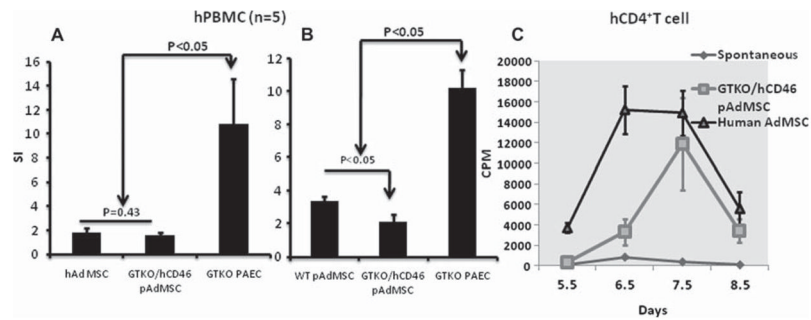 hPBMC (n=5)
hCD4+T cell
A
P<0.05
16
14
12
10
8
6
4
2
0
SI
P=0.43
hAd MSC
GTKO/hCD46
pAdMSC
GTKO PAEC
B
P<0.05
12
10
8
6
4
2
0
P<0.05
WT pAdMSC
GTKO/hCD46
pAdMSC
GTKO PAEC
C
Spontaneous
GTKO/hCD46
pAdMSC
Human AdMSC
20000
18000
16000
14000
12000
10000
8000
6000
4000
2000
0
CPM
5.5
6.5
7.5
8.5
Days